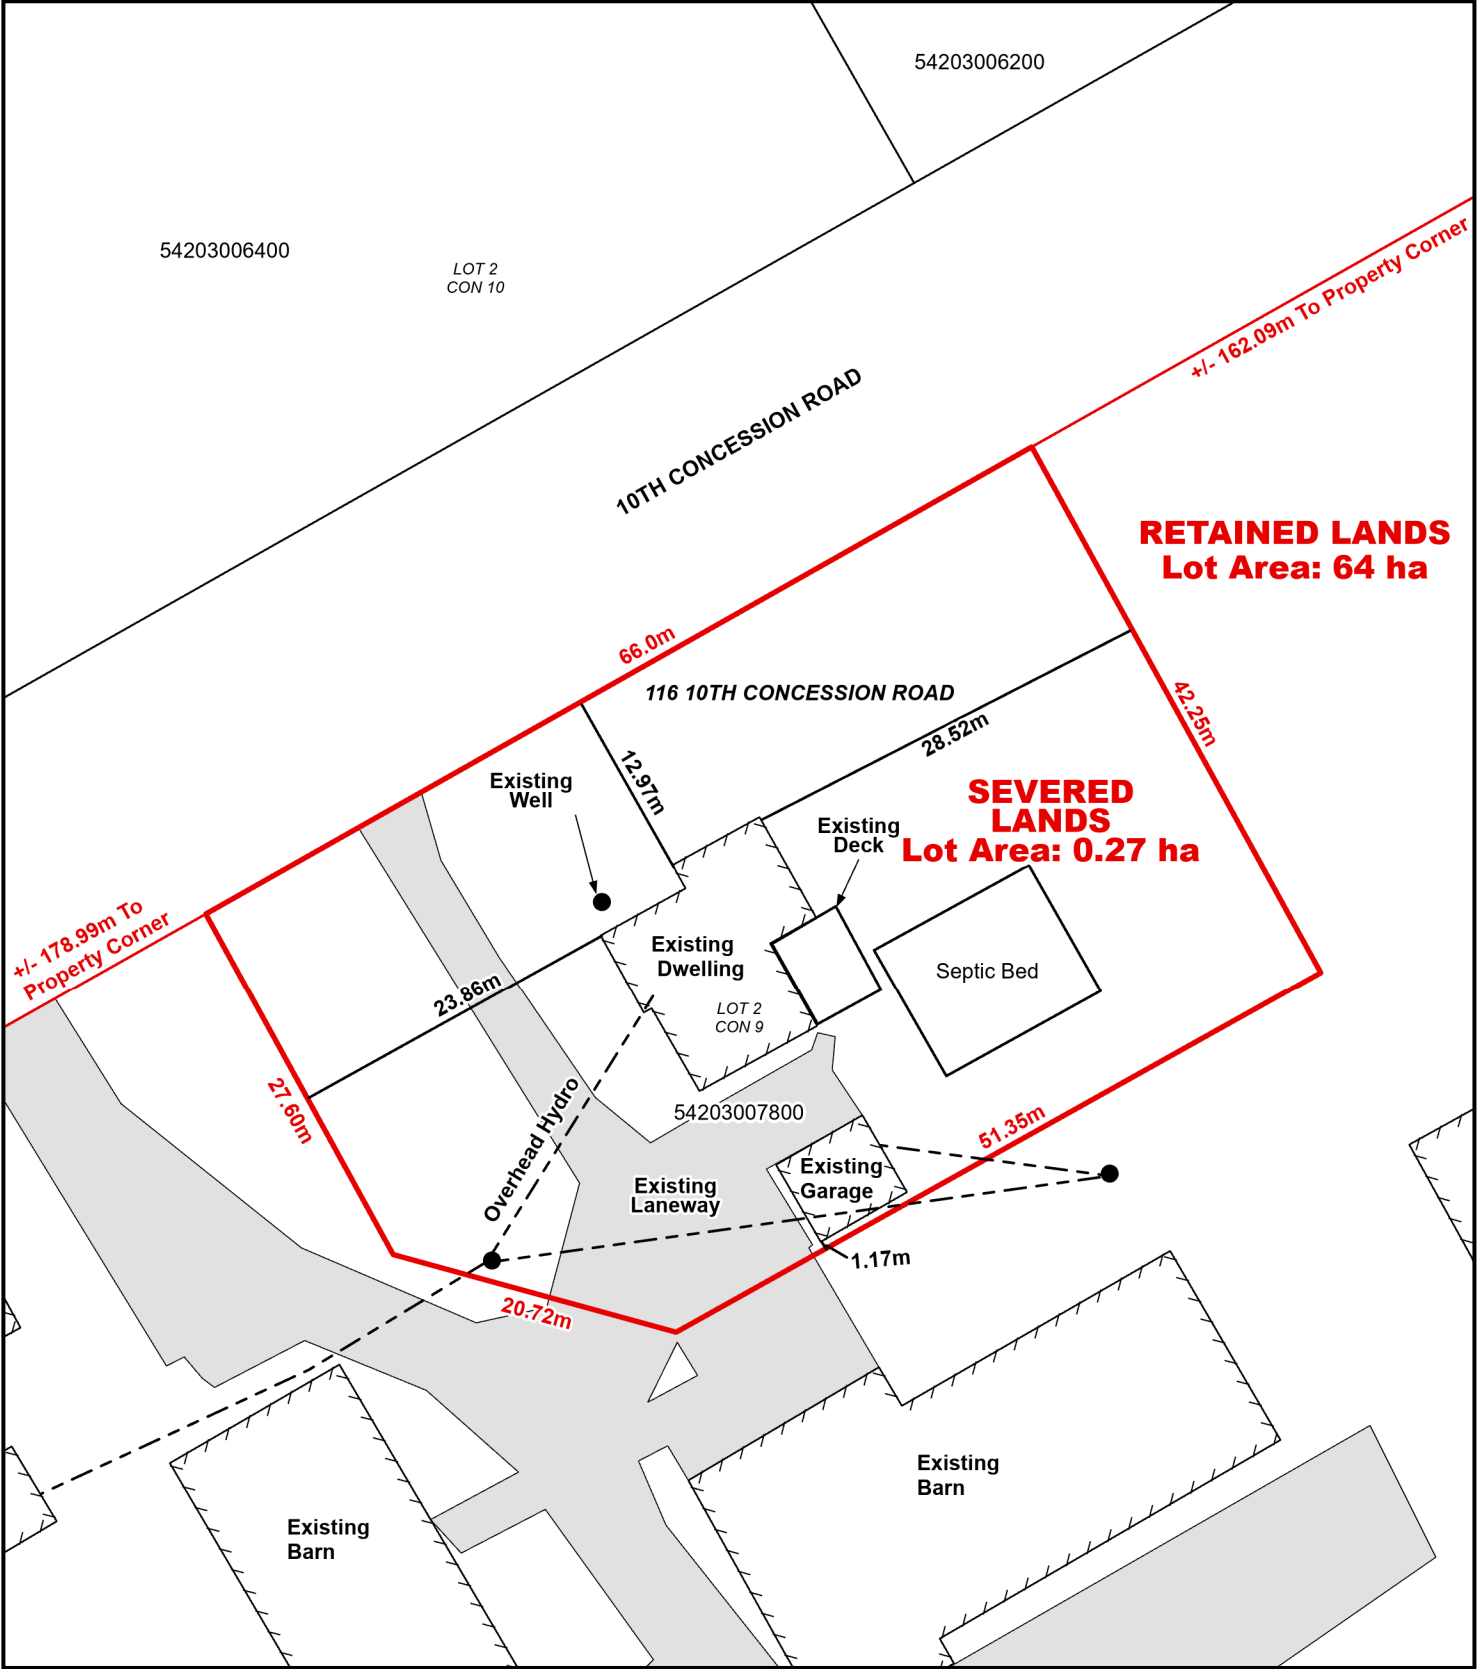 54203006200
54203006400
LOT 2
CON 10
+/- 162.09m To Property Corner
10TH CONCESSION ROAD
RETAINED LANDS
Lot Area: 64 ha
66.0m
116 10TH CONCESSION ROAD
42.25m
28.52m
12.97m
Existing
Well
SEVERED
LANDS
Lot Area: 0.27 ha
Existing
Deck
+/- 178.99m To
Property Corner
Existing
Dwelling
Septic Bed
23.86m
LOT 2
CON 9
27.60m
Overhead Hydro
54203007800
51.35m
Existing
Garage
Existing
Laneway
1.17m
20.72m
Existing
Barn
Existing
Barn